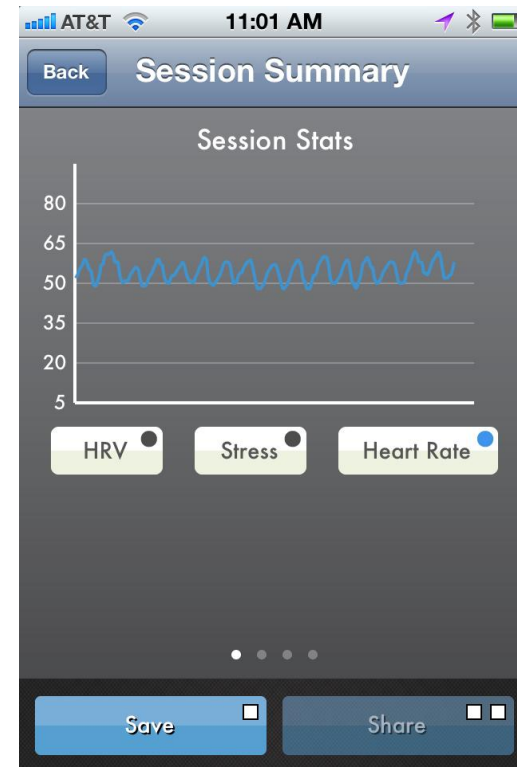 AT&T 11:01 AM
Back Session Summary
Session Stats
80
65
50
35
20
5
HRV Stress Heart Rate
Save Share